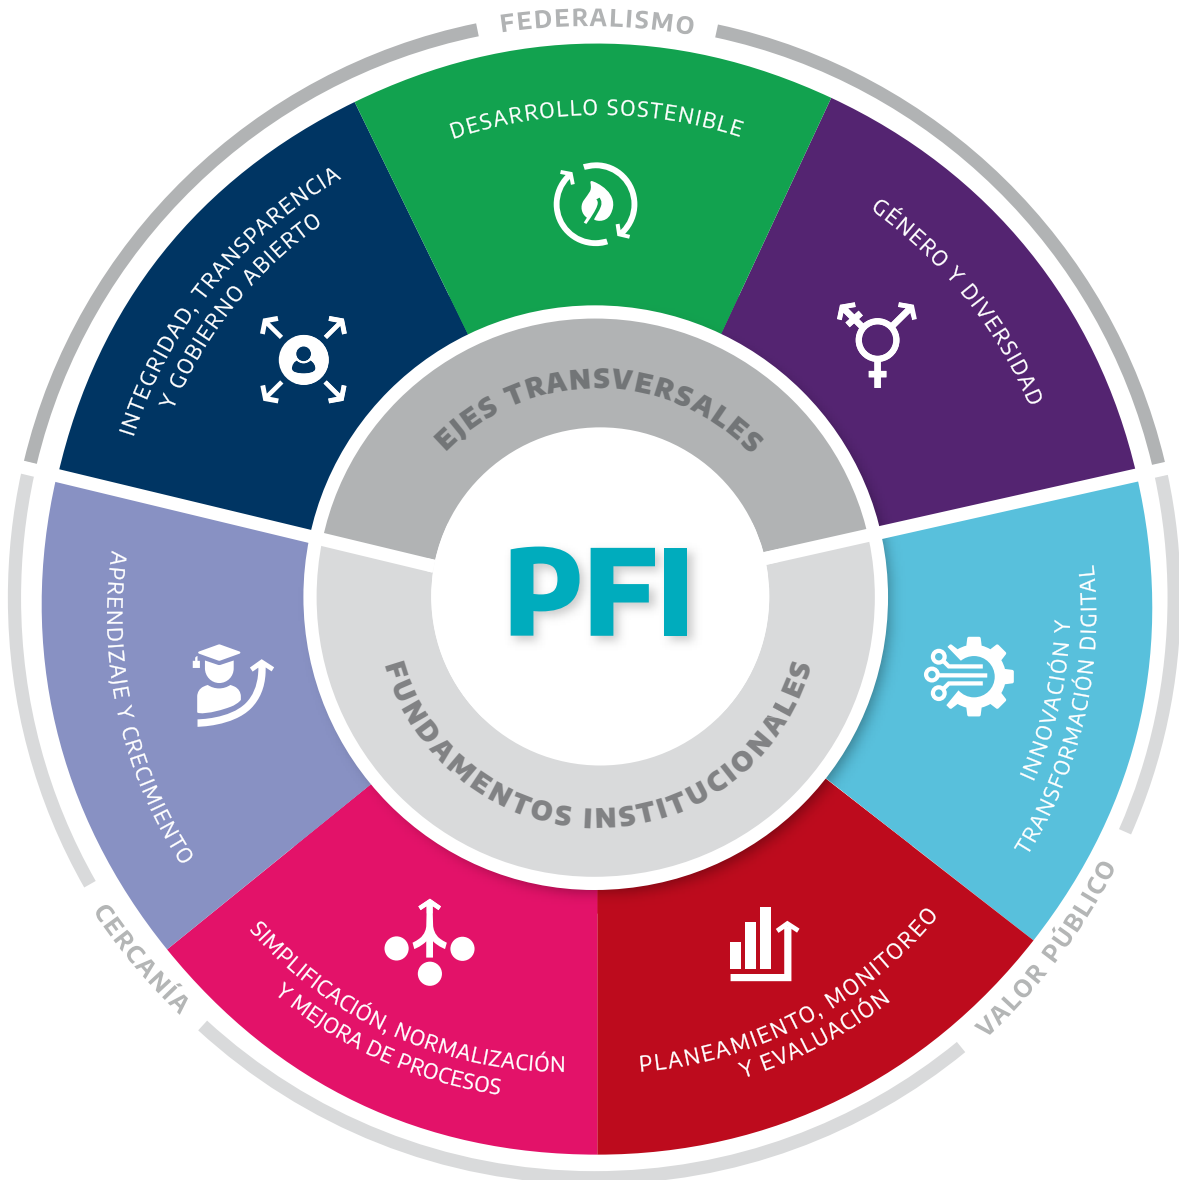 FEDERALISMO
DESARROLLO SOSTENIBLE
INTEGRIDAD, TRANSPARENCIA
Y GOBIERNO ABIERTO
GÉNERO Y DIVERSIDAD
EJES TRANSVERSALES
PFI
FUNDAMENTOS INSTITUCIONALES
APRENDIZAJE Y CRECIMIENTO
INNOVACIÓN Y
TRANSFORMACIÓN DIGITAL
SIMPLIFICACIÓN, NORMALIZACIÓN
Y MEJORA DE PROCESOS
PLANEAMIENTO, MONITOREO
Y EVALUACIÓN
CERCANÍA
VALOR PÚBLICO